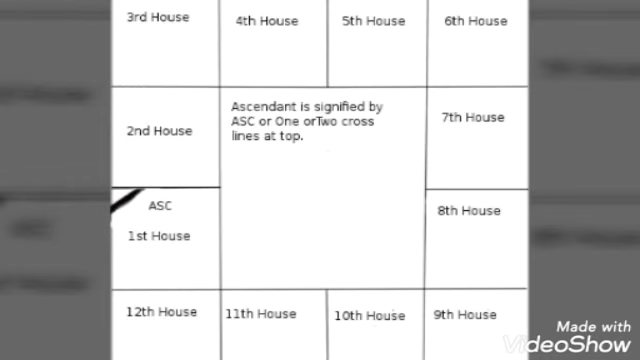 3rd House
4th House
5th House
6th House
2nd House
Ascendant is signified by
ASC or One orTwo cross
lines at top.
7th House
ASC
1st House
8th House
12th House
11th House
10th House
9th House
Made with
VideoShow